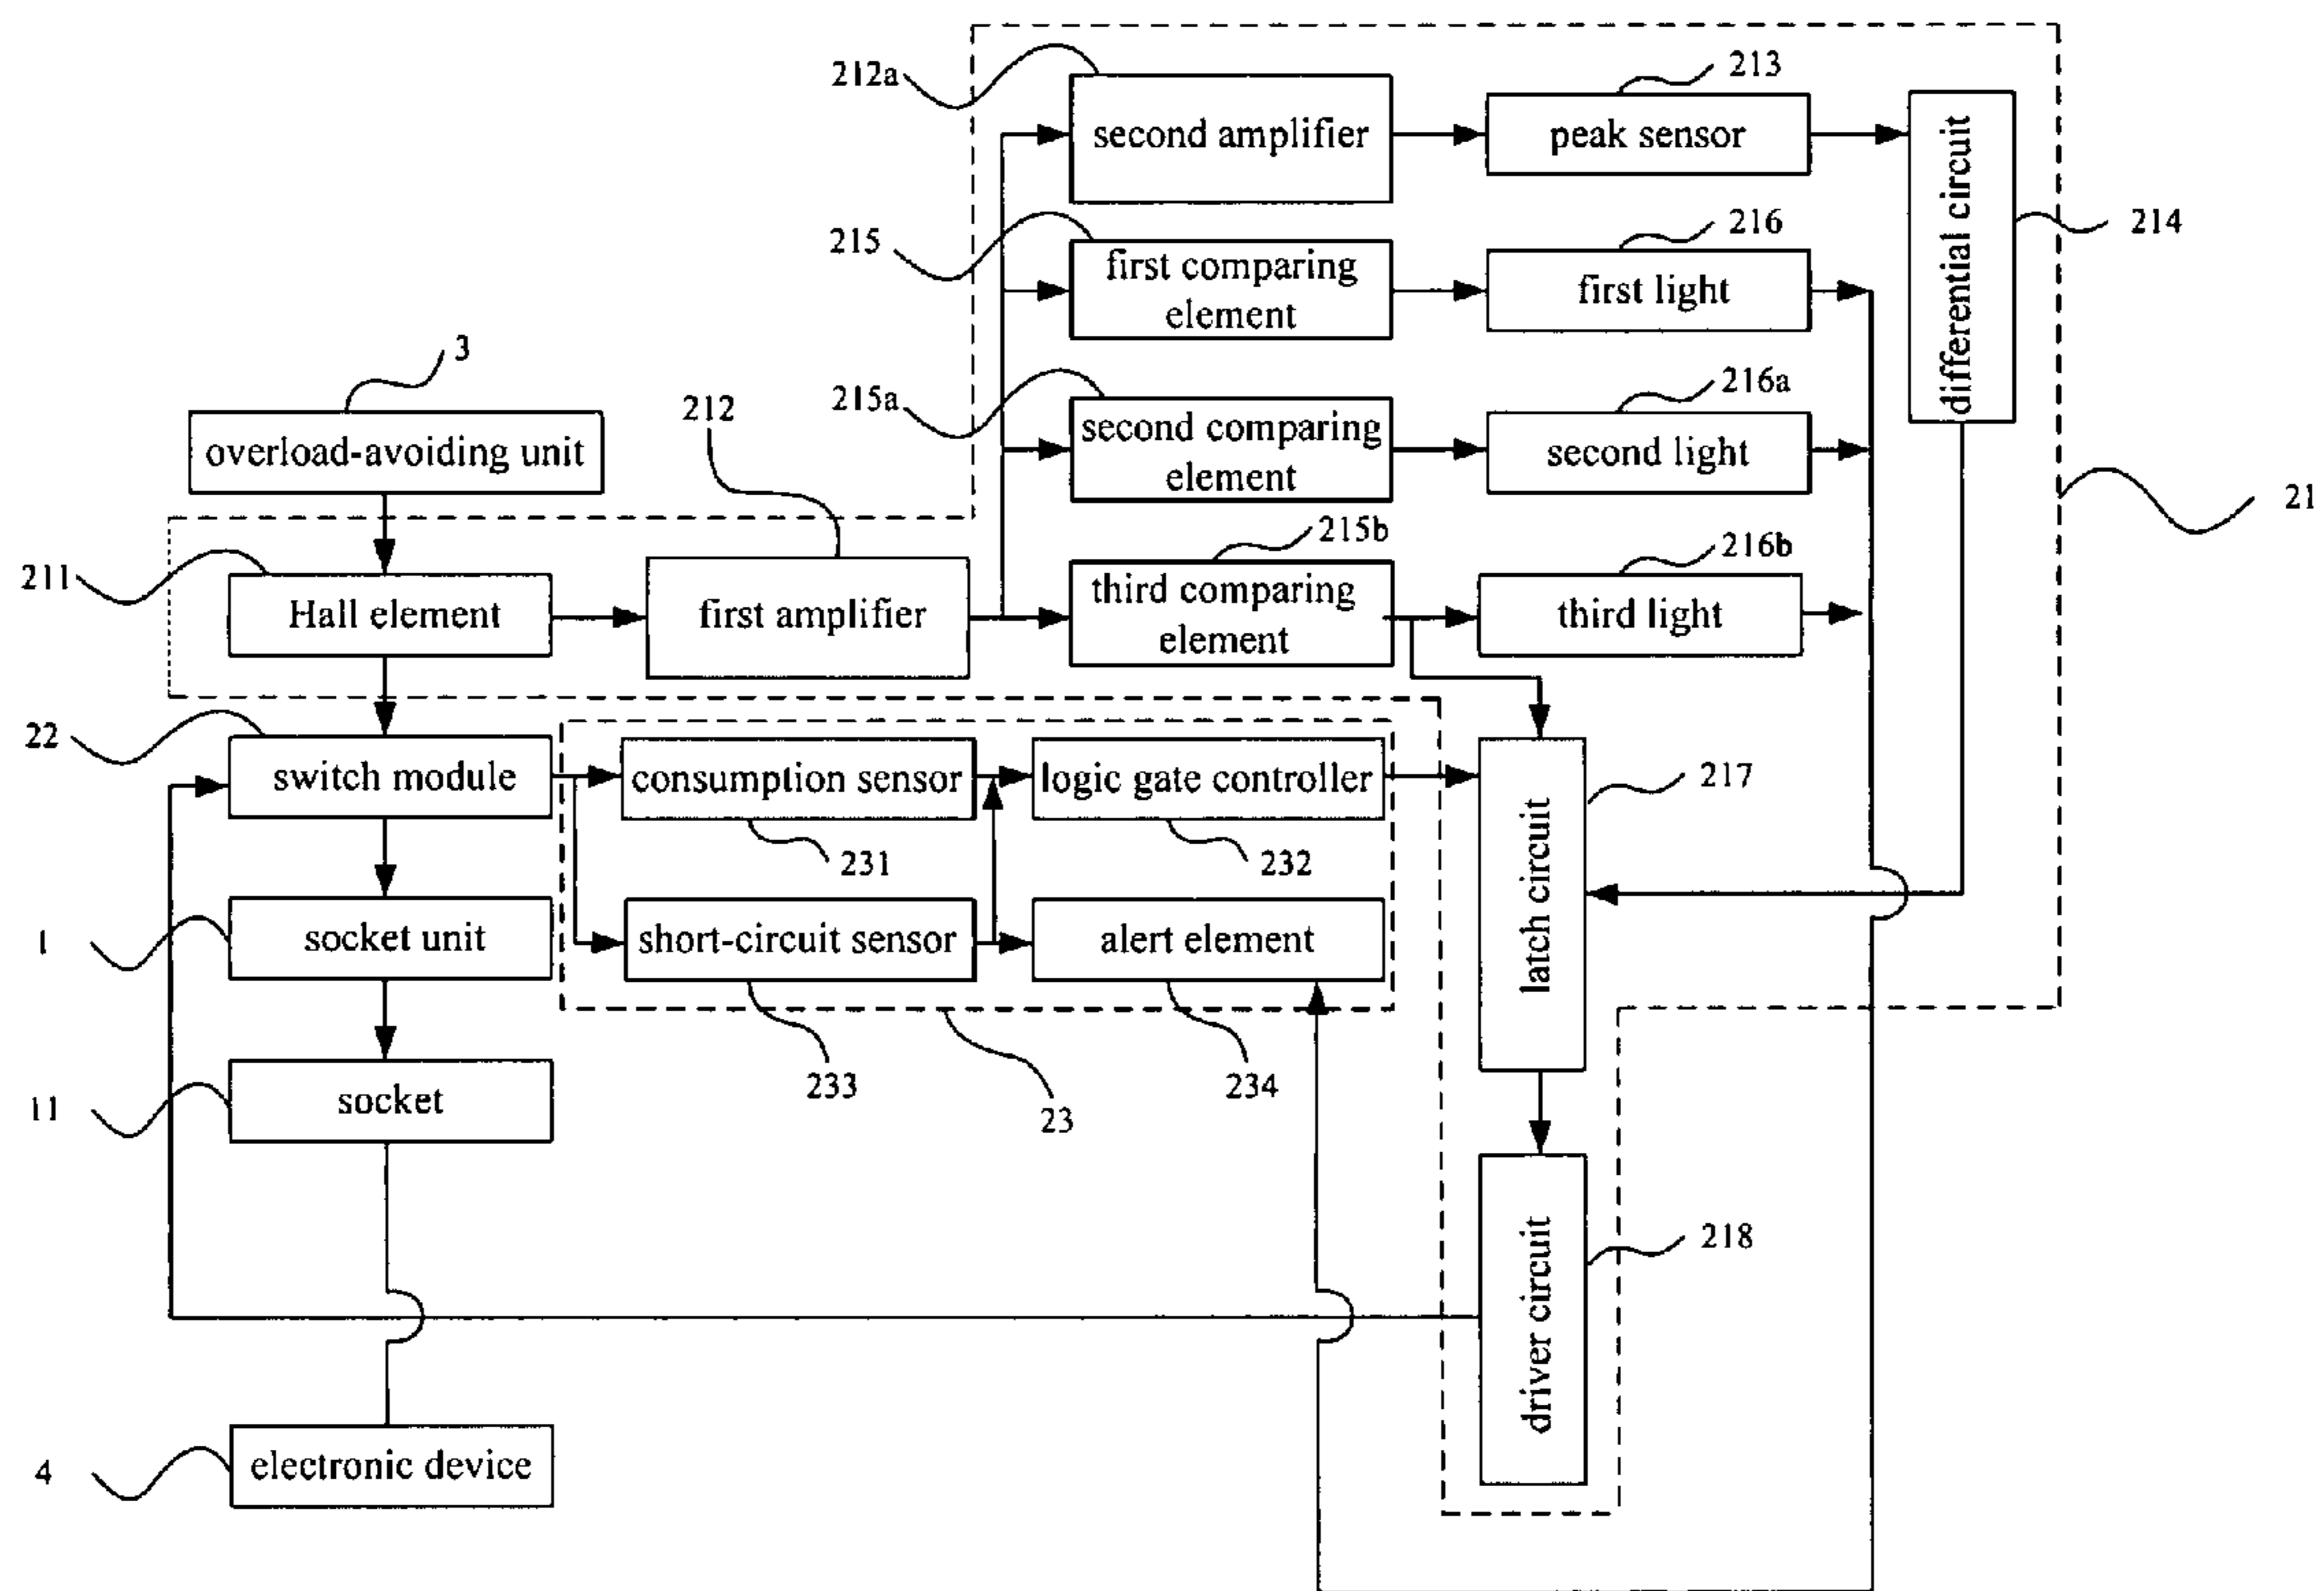 212a
second amplifier
213
peak sensor
differential circuit
214
215
first comparing
element
216
first light
215a
second comparing
element
216a
second light
21
3
overload-avoiding unit
212
211
Hall element
first amplifier
215b
third comparing
element
216b
third light
22
switch module
consumption sensor
231
logic gate controller
232
latch circuit
217
1
socket unit
short-circuit sensor
233
alert element
234
23
11
socket
driver circuit
218
4
electronic device